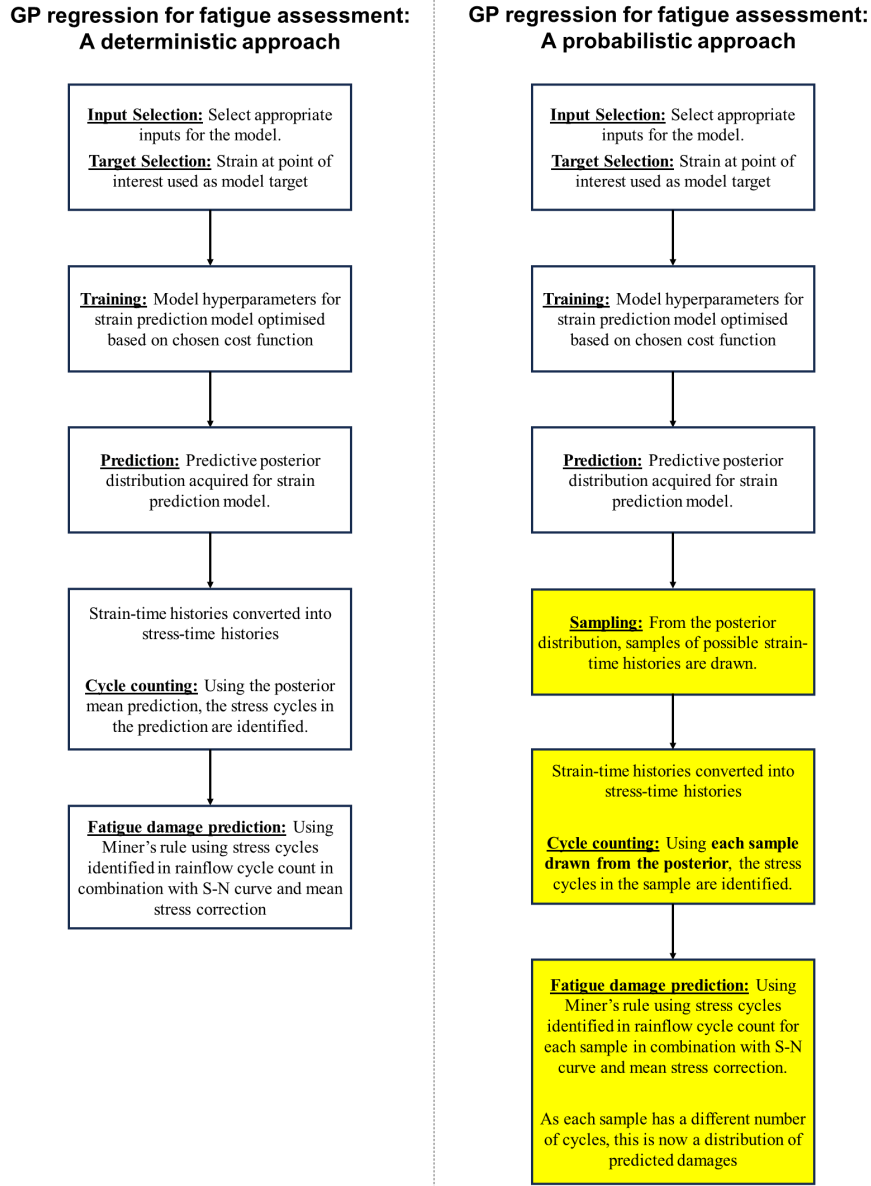 GP regression for fatigue assessment:
A deterministic approach
Input Selection: Select appropriate
inputs for the model.
Target Selection: Strain at point of
interest used as model target
Training: Model hyperparameters for
strain prediction model optimised
based on chosen cost function
Prediction: Predictive posterior
distribution acquired for strain
prediction model.
Strain-time histories converted into
stress-time histories
Cycle counting: Using the posterior
mean prediction, the stress cycles in
the prediction are identified.
Fatigue damage prediction: Using
Miner's rule using stress cycles
identified in rainflow cycle count in
combination with S-N curve and mean
stress correction
GP regression for fatigue assessment:
A probabilistic approach
Input Selection: Select appropriate
inputs for the model.
Target Selection: Strain at point of
interest used as model target
Training: Model hyperparameters for
strain prediction model optimised
based on chosen cost function
Prediction: Predictive posterior
distribution acquired for strain
prediction model.
Sampling: From the posterior
distribution, samples of possible strain-
time histories are drawn.
Strain-time histories converted into
stress-time histories
Cycle counting: Using each sample
drawn from the posterior, the stress
cycles in the sample are identified.
Fatigue damage prediction: Using
Miner's rule using stress cycles
identified in rainflow cycle count for
each sample in combination with S-N
curve and mean stress correction.
As each sample has a different number
of cycles, this is now a distribution of
predicted damages